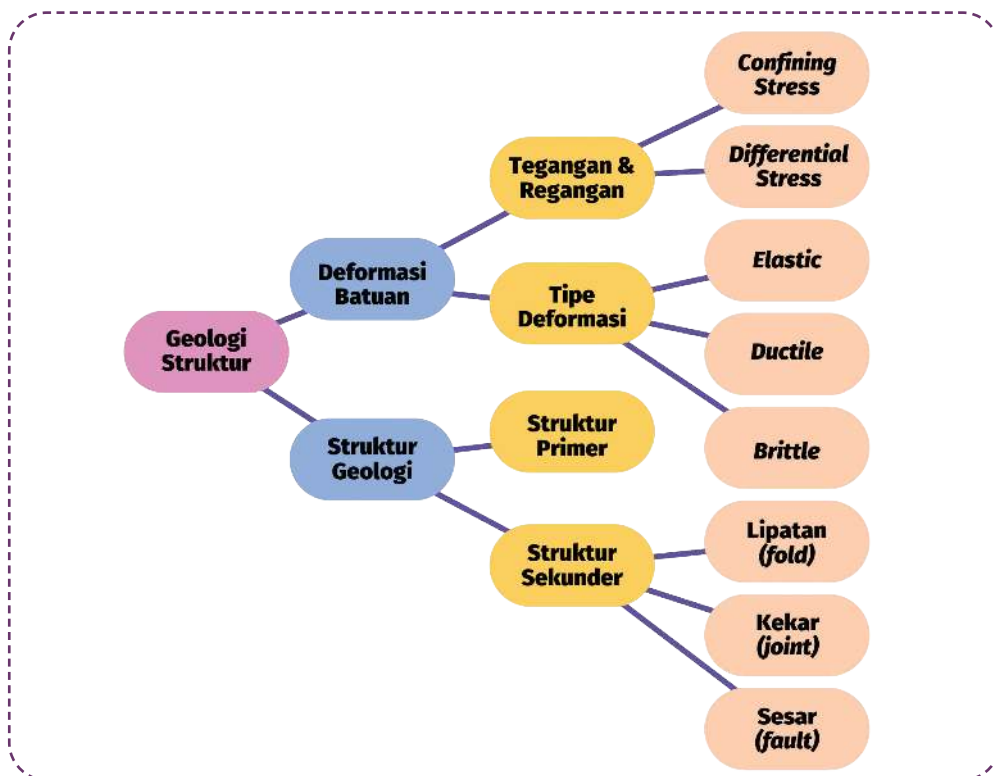 Confining
Stress
Differential
Stress
Tegangan &
Regangan
Elastic
Deformasi
Batuan
Tipe
Deformasi
Ductile
Geologi
Struktur
Struktur
Primer
Brittle
Struktur
Geologi
Lipatan
(fold)
Struktur
Sekunder
Kekar
(joint)
Sesar
(fault)